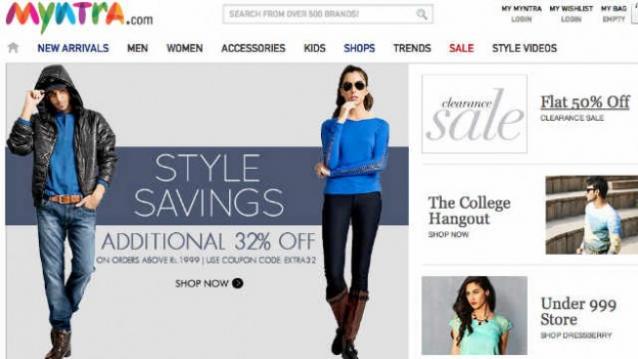 MYNTRA.com
SEARCH FROM OVER 500 BRANDS!
MY MYNTRA MY WISHLIST MY BAG
LOGIN LOGIN EMPTY
NEW ARRIVALS MEN WOMEN ACCESSORIES KIDS SHOPS TRENDS SALE STYLE VIDEOS
STYLE
SAVINGS
ADDITIONAL 32% OFF
ON ORDERS ABOVE Rs. 1999 | USE COUPON CODE EXTRA32
SHOP NOW
clearance
sale
Flat 50% Off
CLEARANCE SALE
The College
Hangout
SHOP NOW
Under 999
Store
SHOP DRESSBERRY